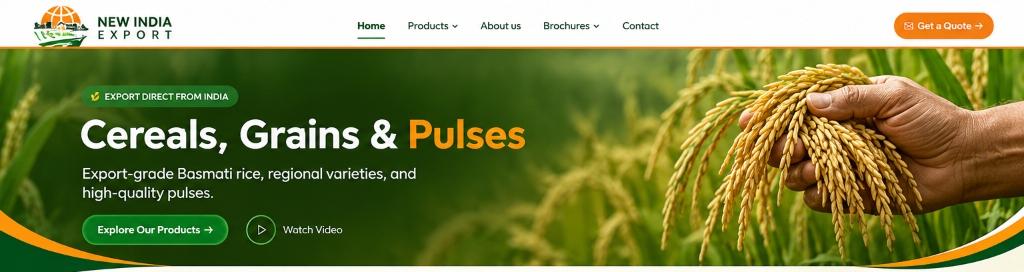 NEW INDIA
EXPORT
Home
Products
About us
Brochures
Contact
Get a Quote →
EXPORT DIRECT FROM INDIA
Cereals, Grains & Pulses
Export-grade Basmati rice, regional varieties, and
high-quality pulses.
Explore Our Products →
Watch Video